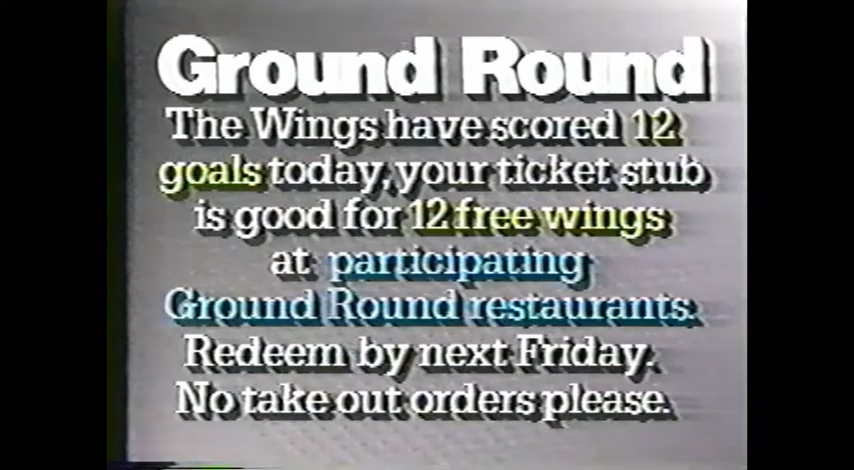 Ground Round
The Wings have scored 12
goals today, your ticket stub
is good for 12 free wings
at participating
Ground Round restaurants.
Redeem by next Friday.
No take out orders please.